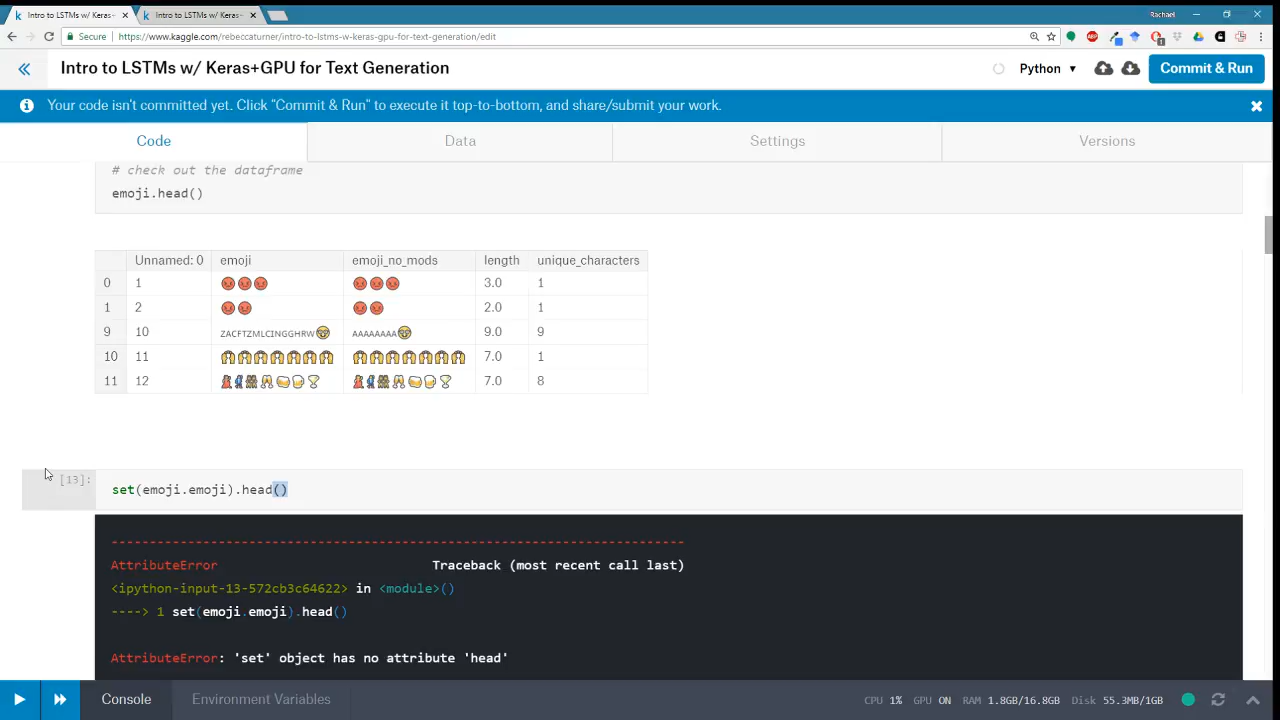 Intro to LSTMs w/ Keras+
Intro to LSTMs w/ Keras+
Rachael
Secure
https://www.kaggle.com/rebeccaturner/intro-to-lstms-w-keras-gpu-for-text-generation/edit
Intro to LSTMs w/ Keras+GPU for Text Generation
Python
Commit & Run
Your code isn't committed yet. Click "Commit & Run" to execute it top-to-bottom, and share/submit your work.
Code Data Settings Versions
# check out the dataframe
emoji.head()
Unnamed: 0 emoji emoji_no_mods length unique_characters
0 1 😡😡😡 😡😡😡 3.0 1
1 2 😡😡 😡😡 2.0 1
9 10 ZACFTZMLCINGGHRW AAAAAAAA 9.0 9
10 11 7.0 1
11 12 7.0 8
[13]:
set(emoji.emoji).head()
---------------------------------------------------------------------------
AttributeError Traceback (most recent call last)
<ipython-input-13-572cb3c64622> in <module>()
----> 1 set(emoji.emoji).head()
AttributeError: 'set' object has no attribute 'head'
Console Environment Variables CPU 1% GPU ON RAM 1.8GB/16.8GB Disk 55.3MB/1GB